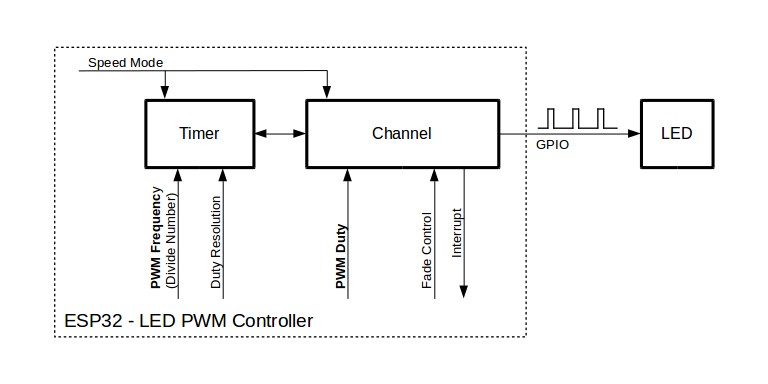 Speed Mode
Timer
Channel
GPIO
LED
PWM Frequency
(Divide Number)
Duty Resolution
PWM Duty
Fade Control
Interrupt
ESP32 - LED PWM Controller